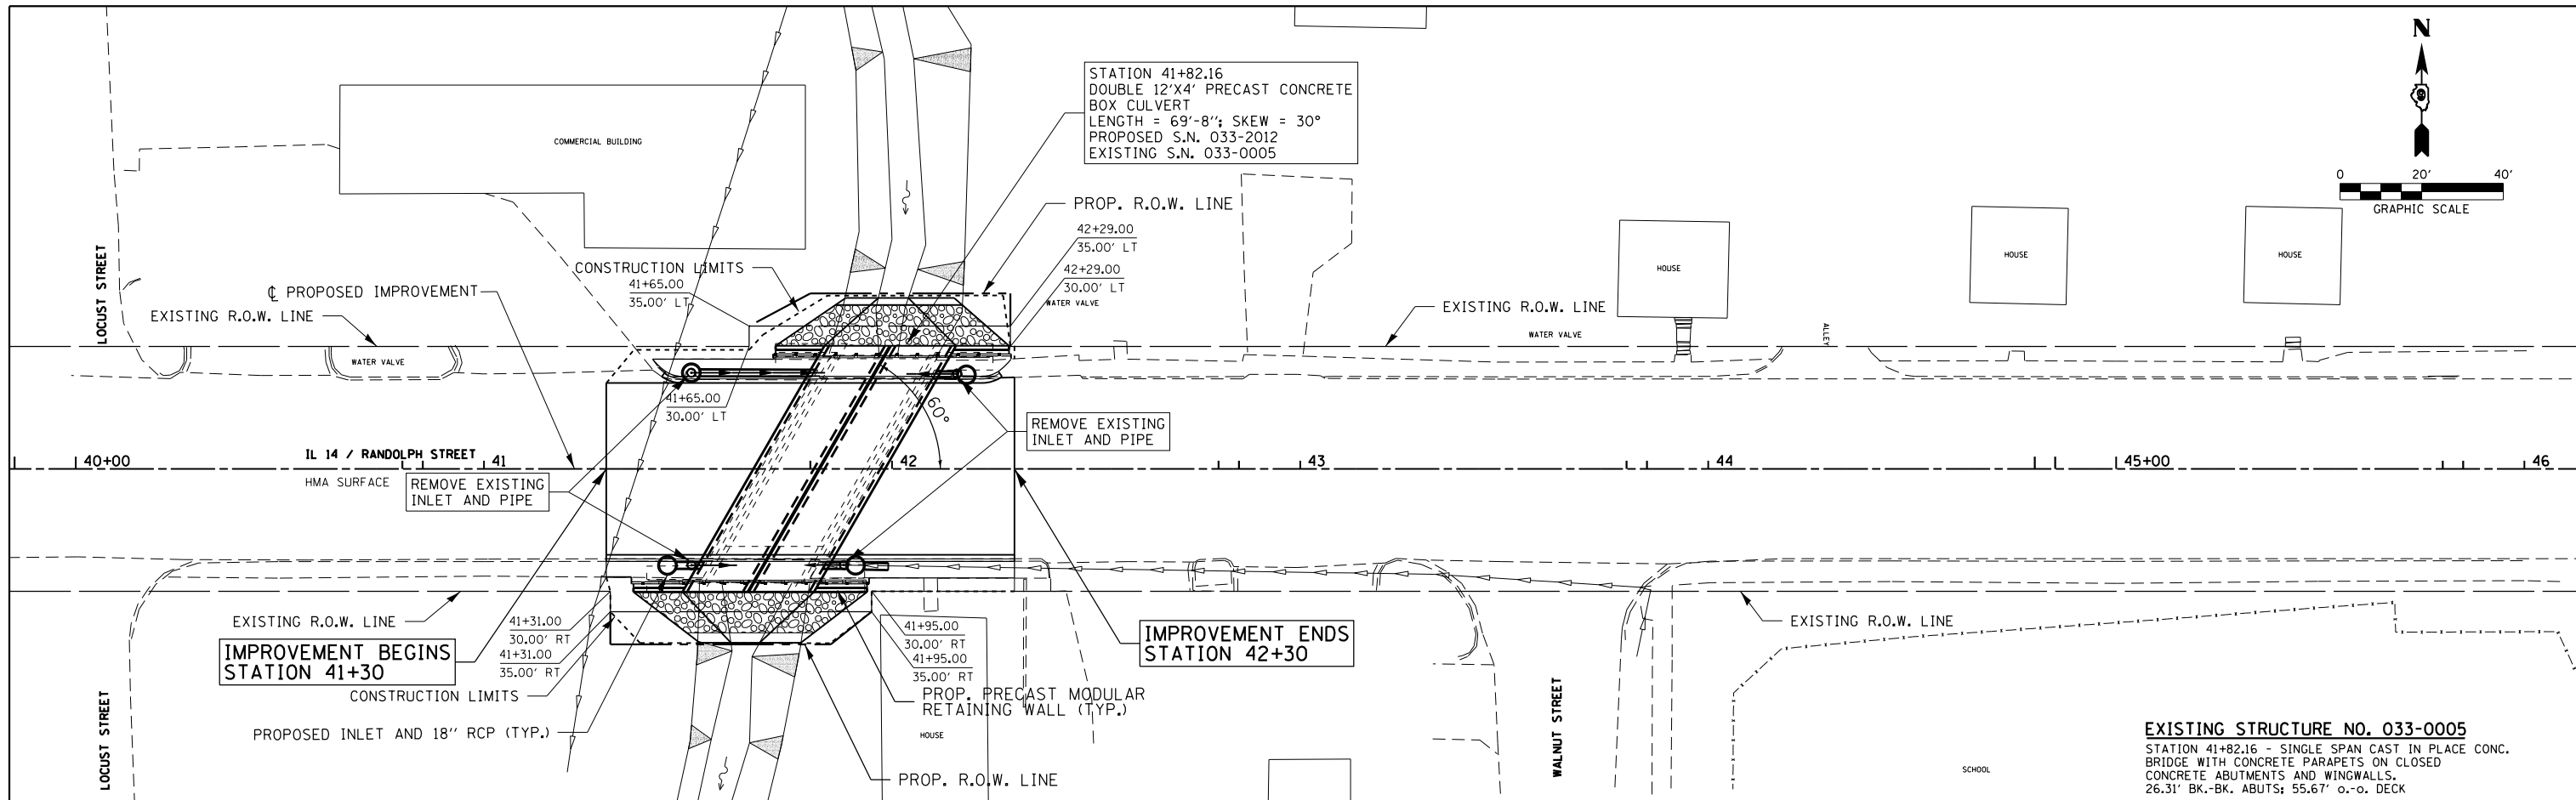 N
0 20' 40'
GRAPHIC SCALE
STATION 41+82.16
DOUBLE 12'X4' PRECAST CONCRETE
BOX CULVERT
LENGTH = 69'-8"; SKEW = 30°
PROPOSED S.N. 033-2012
EXISTING S.N. 033-0005
COMMERCIAL BUILDING
PROP. R.O.W. LINE
42+29.00
35.00' LT
42+29.00
30.00' LT
WATER VALVE
CONSTRUCTION LIMITS
41+65.00
35.00' LT
LOCUST STREET
℄ PROPOSED IMPROVEMENT
EXISTING R.O.W. LINE
WATER VALVE
EXISTING R.O.W. LINE
WATER VALVE
HOUSE
HOUSE
HOUSE
ALLEY
41+65.00
30.00' LT
60°
REMOVE EXISTING
INLET AND PIPE
40+00
IL 14 / RANDOLPH STREET
41
42
43
44
45+00
46
HMA SURFACE
REMOVE EXISTING
INLET AND PIPE
EXISTING R.O.W. LINE
41+31.00
30.00' RT
41+31.00
35.00' RT
IMPROVEMENT BEGINS
STATION 41+30
CONSTRUCTION LIMITS
PROPOSED INLET AND 18" RCP (TYP.)
LOCUST STREET
41+95.00
30.00' RT
41+95.00
35.00' RT
IMPROVEMENT ENDS
STATION 42+30
PROP. PRECAST MODULAR
RETAINING WALL (TYP.)
HOUSE
PROP. R.O.W. LINE
EXISTING R.O.W. LINE
WALNUT STREET
SCHOOL
EXISTING STRUCTURE NO. 033-0005
STATION 41+82.16 - SINGLE SPAN CAST IN PLACE CONC.
BRIDGE WITH CONCRETE PARAPETS ON CLOSED
CONCRETE ABUTMENTS AND WINGWALLS.
26.31' BK.-BK. ABUTS; 55.67' o.-o. DECK